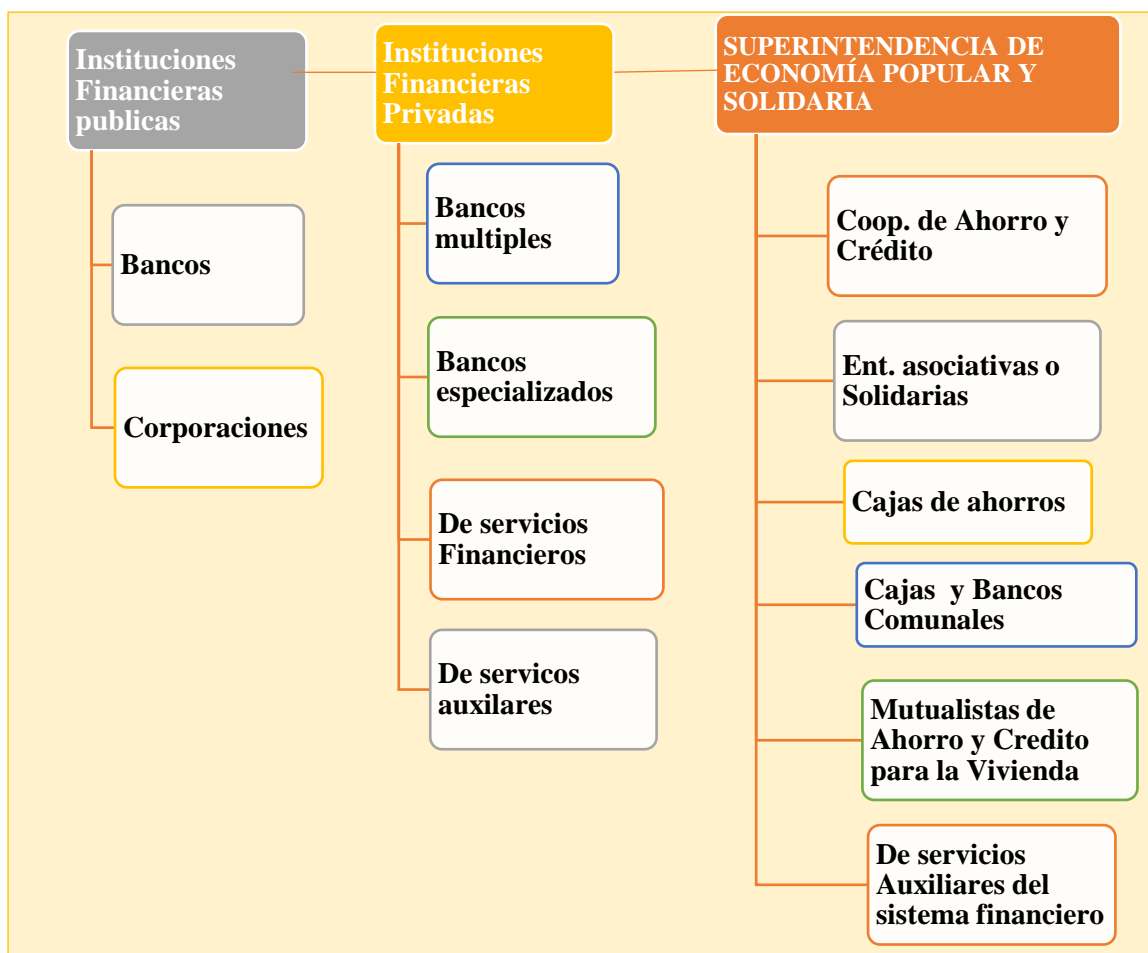 Instituciones
Financieras
publicas
Bancos
Corporaciones
Instituciones
Financieras
Privadas
Bancos
multiples
Bancos
especializados
De servicios
Financieros
De servicos
auxilares
SUPERINTENDENCIA DE
ECONOMÍA POPULAR Y
SOLIDARIA
Coop. de Ahorro y
Crédito
Ent. asociativas o
Solidarias
Cajas de ahorros
Cajas y Bancos
Comunales
Mutualistas de
Ahorro y Credito
para la Vivienda
De servicios
Auxiliares del
sistema financiero